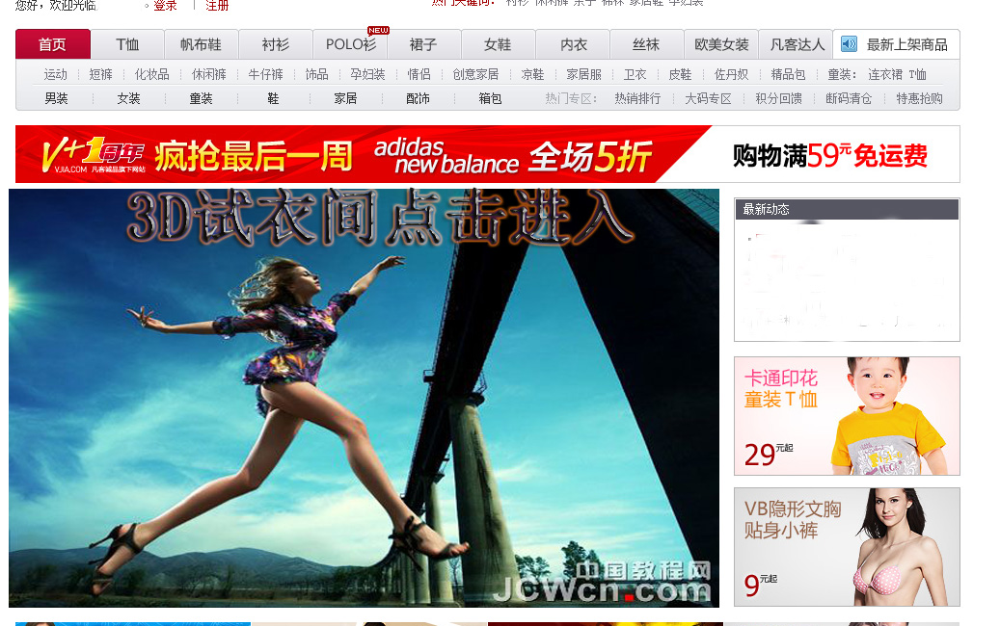 您好，欢迎光临 。登录 | 注册
热门关键词： 衬衫 休闲裤 亲子 棉袜 家居鞋 孕妇装
NEW
首页 T恤 帆布鞋 衬衫 POLO衫 裙子 女鞋 内衣 丝袜 欧美女装 凡客达人 最新上架商品
运动 短裤 化妆品 休闲裤 牛仔裤 饰品 孕妇装 情侣 创意家居 凉鞋 家居服 卫衣 皮鞋 佐丹奴 精品包 童装： 连衣裙 T恤
男装 女装 童装 鞋 家居 配饰 箱包 热门专区： 热销排行 大码专区 积分回馈 断码清仓 特惠抢购
V+1周年 疯抢最后一周 adidas new balance 全场5折 购物满59元免运费
VJIA.COM 凡客诚品旗下网站
3D试衣间点击进入
最新动态
卡通印花
童装T恤
29元起
VB隐形文胸
贴身小裤
9元起
中国教程网
JCWcn.com